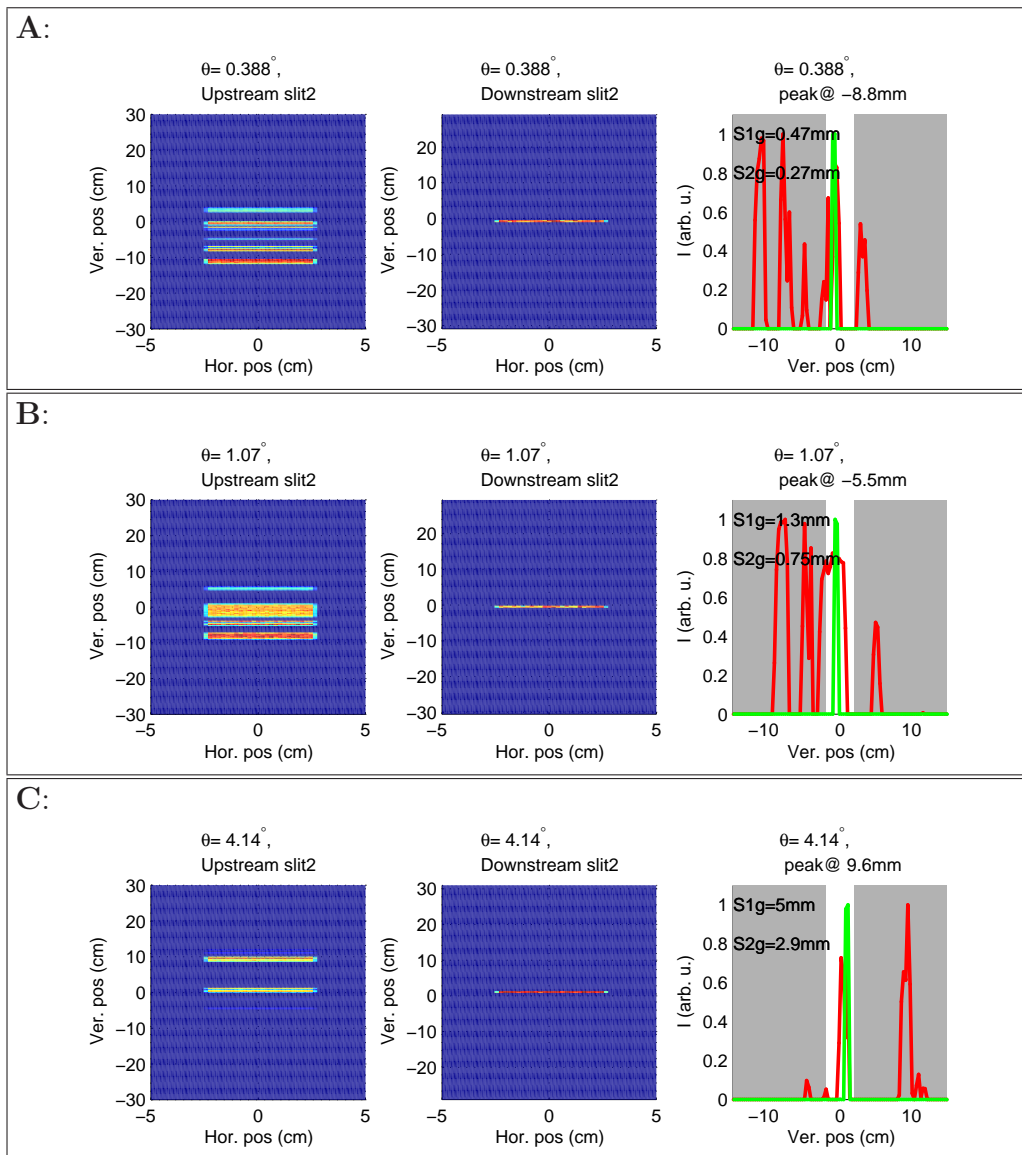 A:
θ= 0.388°,
Upstream slit2
θ= 0.388°,
Downstream slit2
θ= 0.388°,
peak@ −8.8mm
30
20
10
0
−10
−20
−30
−5
0
5
Ver. pos (cm)
Hor. pos (cm)
20
10
0
−10
−20
−30
−5
0
5
Ver. pos (cm)
Hor. pos (cm)
1
0.8
0.6
0.4
0.2
0
−10
0
10
I (arb. u.)
Ver. pos (cm)
S1g=0.47mm
S2g=0.27mm
B:
θ= 1.07°,
Upstream slit2
θ= 1.07°,
Downstream slit2
θ= 1.07°,
peak@ −5.5mm
30
20
10
0
−10
−20
−30
−5
0
5
Ver. pos (cm)
Hor. pos (cm)
20
10
0
−10
−20
−30
−5
0
5
Ver. pos (cm)
Hor. pos (cm)
1
0.8
0.6
0.4
0.2
0
−10
0
10
I (arb. u.)
Ver. pos (cm)
S1g=1.3mm
S2g=0.75mm
C:
θ= 4.14°,
Upstream slit2
θ= 4.14°,
Downstream slit2
θ= 4.14°,
peak@ 9.6mm
30
20
10
0
−10
−20
−30
−5
0
5
Ver. pos (cm)
Hor. pos (cm)
30
20
10
0
−10
−20
−5
0
5
Ver. pos (cm)
Hor. pos (cm)
1
0.8
0.6
0.4
0.2
0
−10
0
10
I (arb. u.)
Ver. pos (cm)
S1g=5mm
S2g=2.9mm